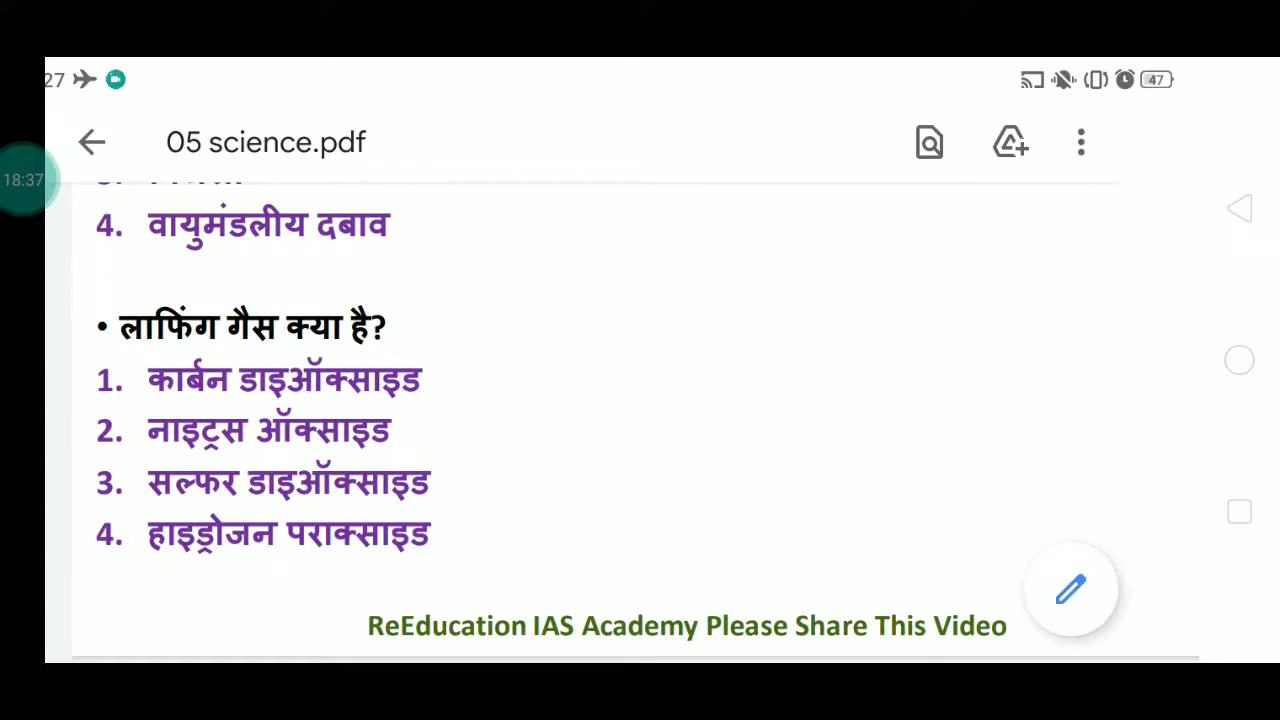 27
47
05 science.pdf
18:37
4. वायुमंडलीय दबाव
• लाफिंग गैस क्या है?
1. कार्बन डाइऑक्साइड
2. नाइट्रस ऑक्साइड
3. सल्फर डाइऑक्साइड
4. हाइड्रोजन पराक्साइड
ReEducation IAS Academy Please Share This Video